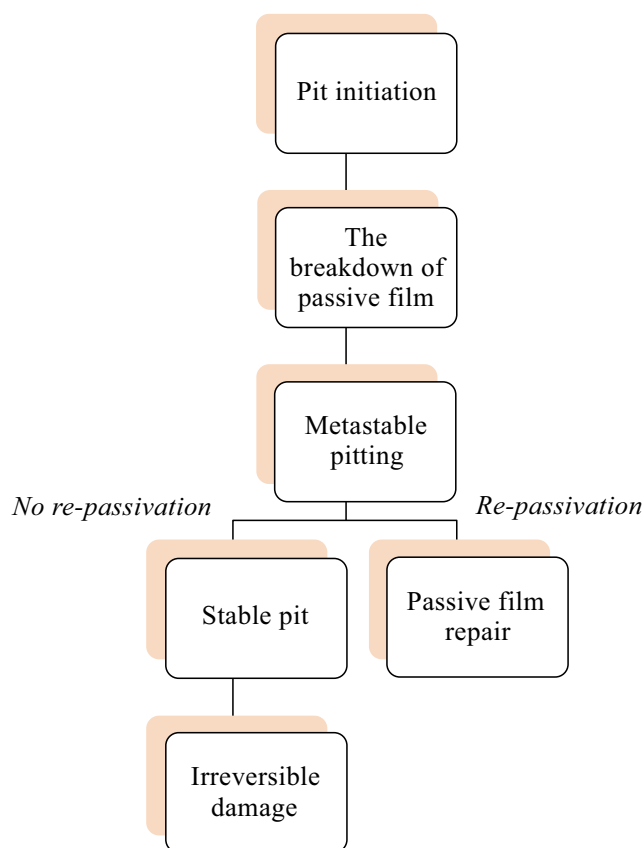 Pit initiation
The
breakdown of
passive film
Metastable
pitting
No re-passivation
Re-passivation
Stable pit
Passive film
repair
Irreversible
damage